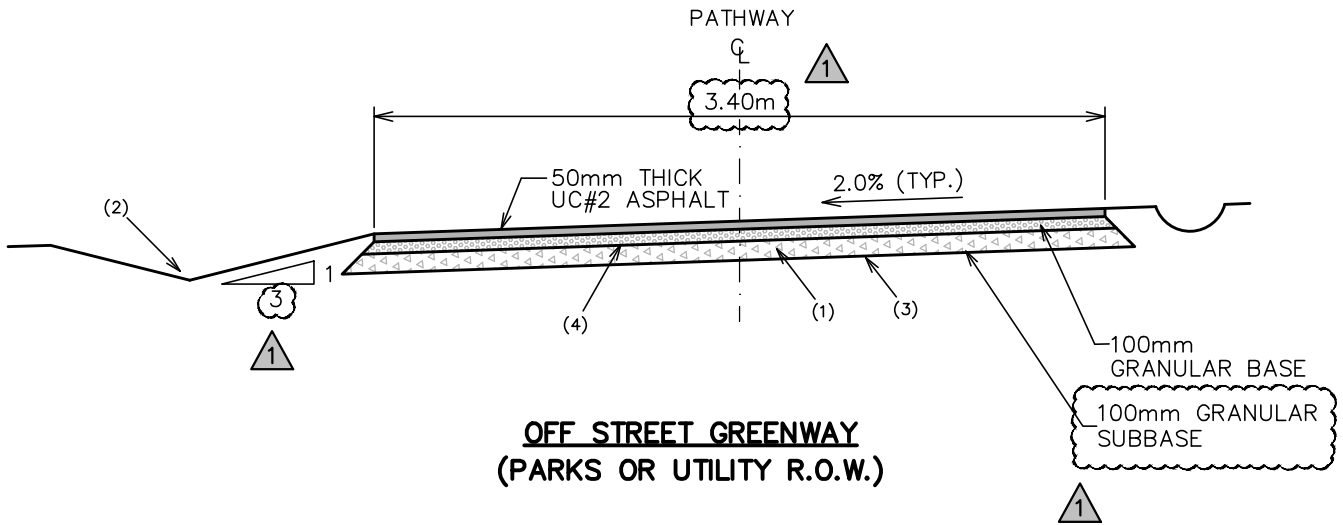 PATHWAY
℄
1
3.40m
50mm THICK
UC#2 ASPHALT
2.0% (TYP.)
(2)
1
3
1
(4)
(1)
(3)
100mm
GRANULAR BASE
100mm GRANULAR
SUBBASE
1
OFF STREET GREENWAY
(PARKS OR UTILITY R.O.W.)